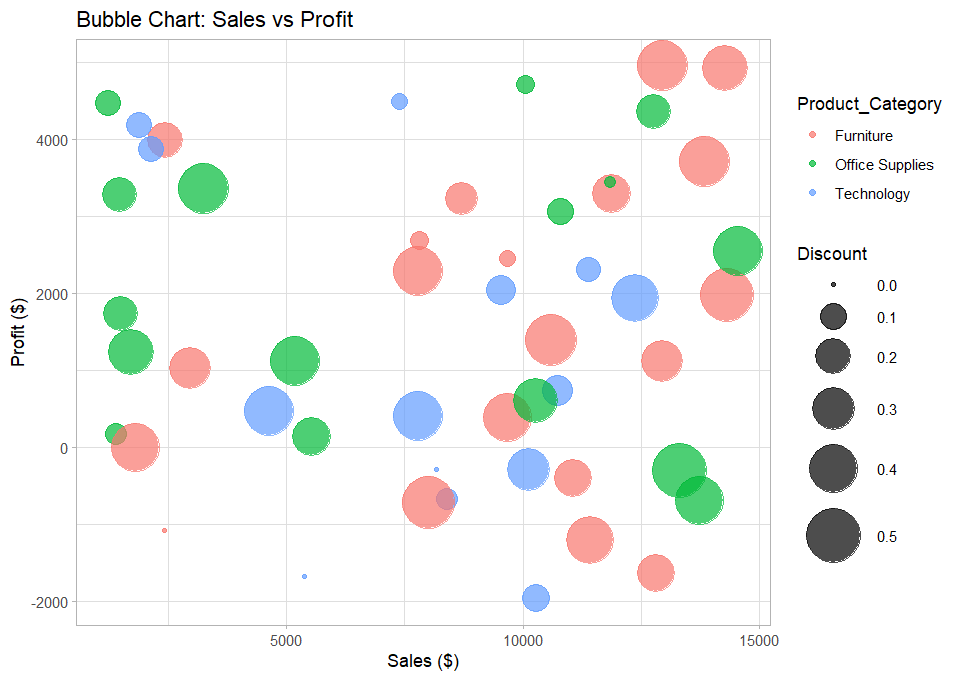 Bubble Chart: Sales vs Profit
Profit ($)
4000
2000
0
-2000
5000
10000
15000
Sales ($)
Product_Category
Furniture
Office Supplies
Technology
Discount
0.0
0.1
0.2
0.3
0.4
0.5